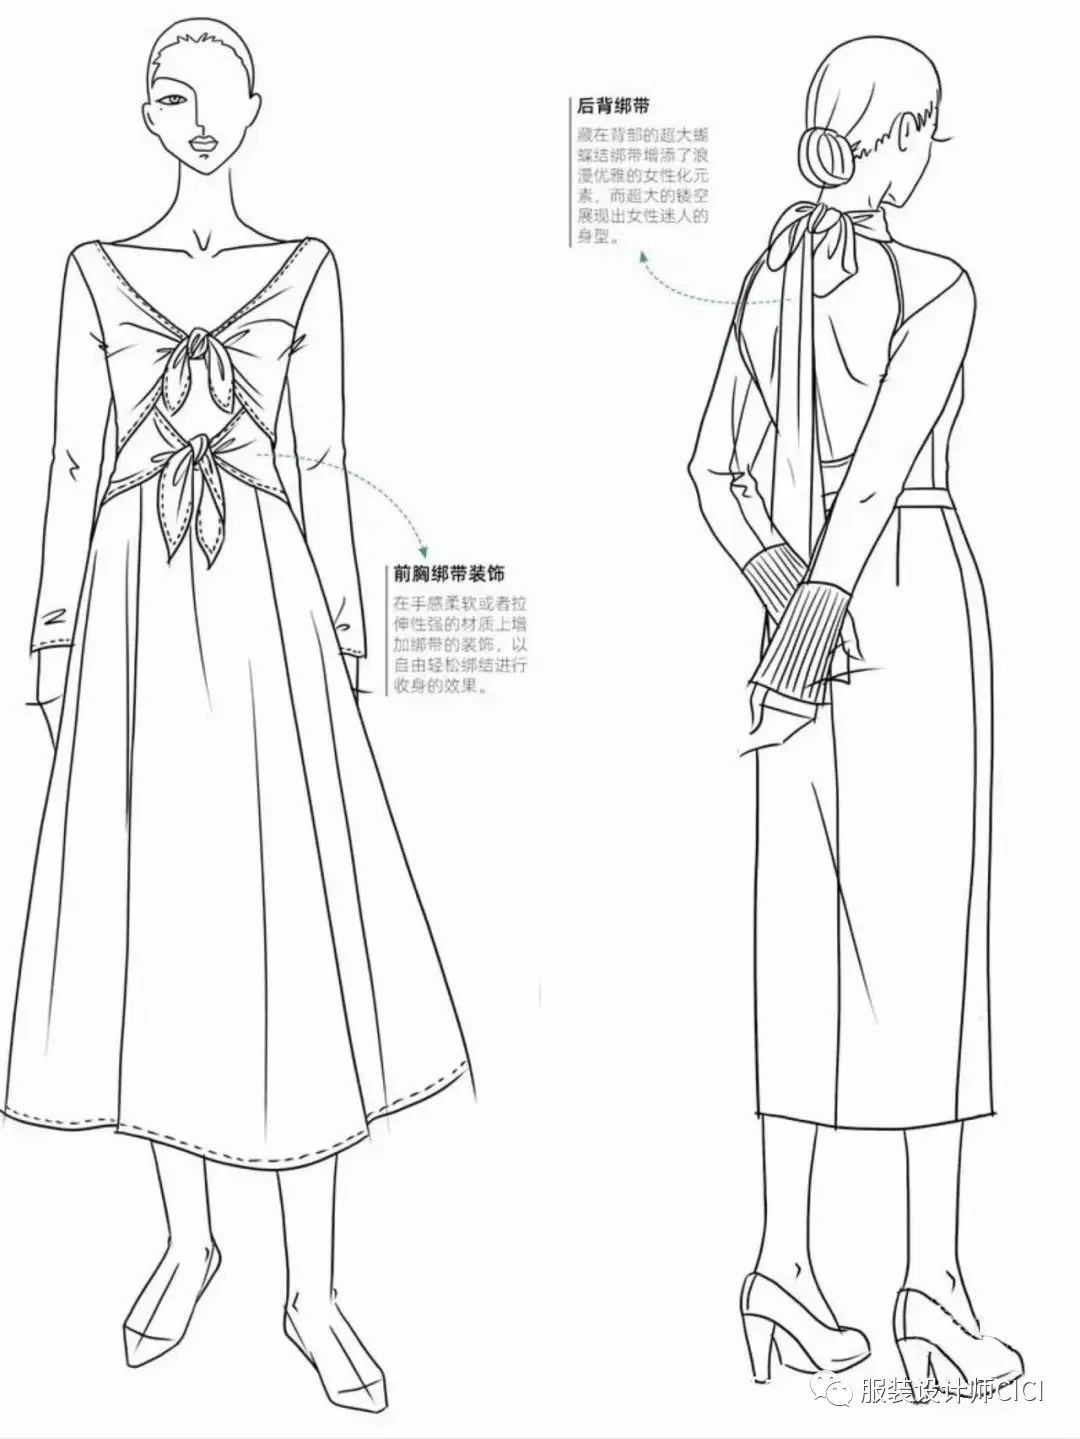 后背绑带
藏在背部的超大蝴
蝶结绑带增添了浪
漫优雅的女性化元
素，而超大的镂空
展现出女性迷人的
身型。
前胸绑带装饰
在手感柔软或者拉
伸性强的材质上增
加绑带的装饰，以
自由轻松绑结进行
收身的效果。
服装设计师CICI